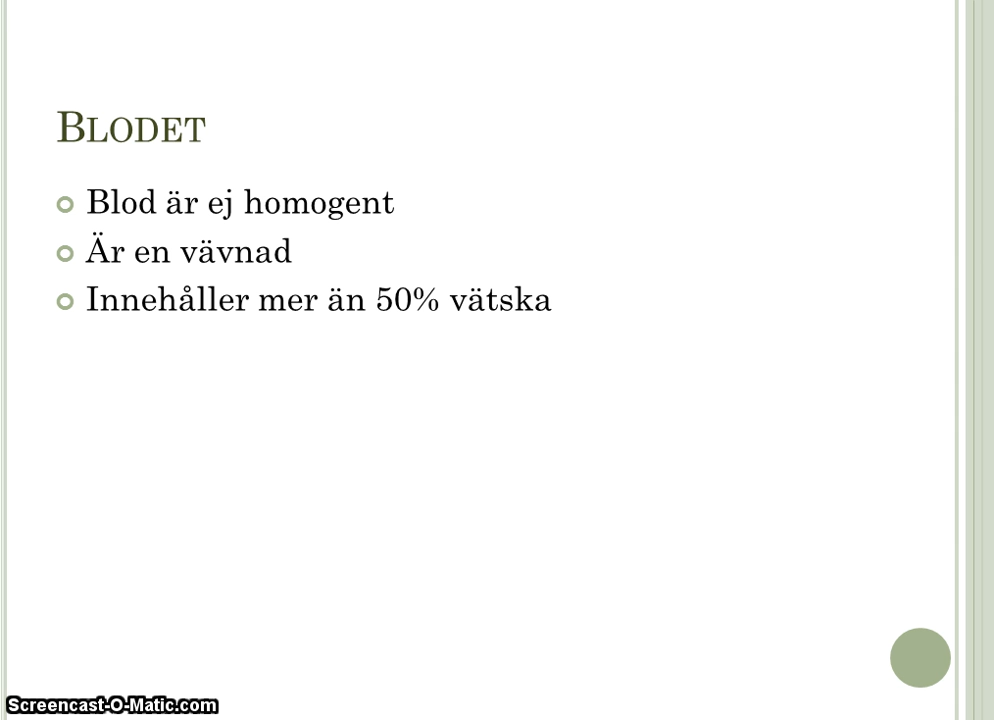 Blodet
Blod är ej homogent
Är en vävnad
Innehåller mer än 50% vätska
Screencast-O-Matic.com